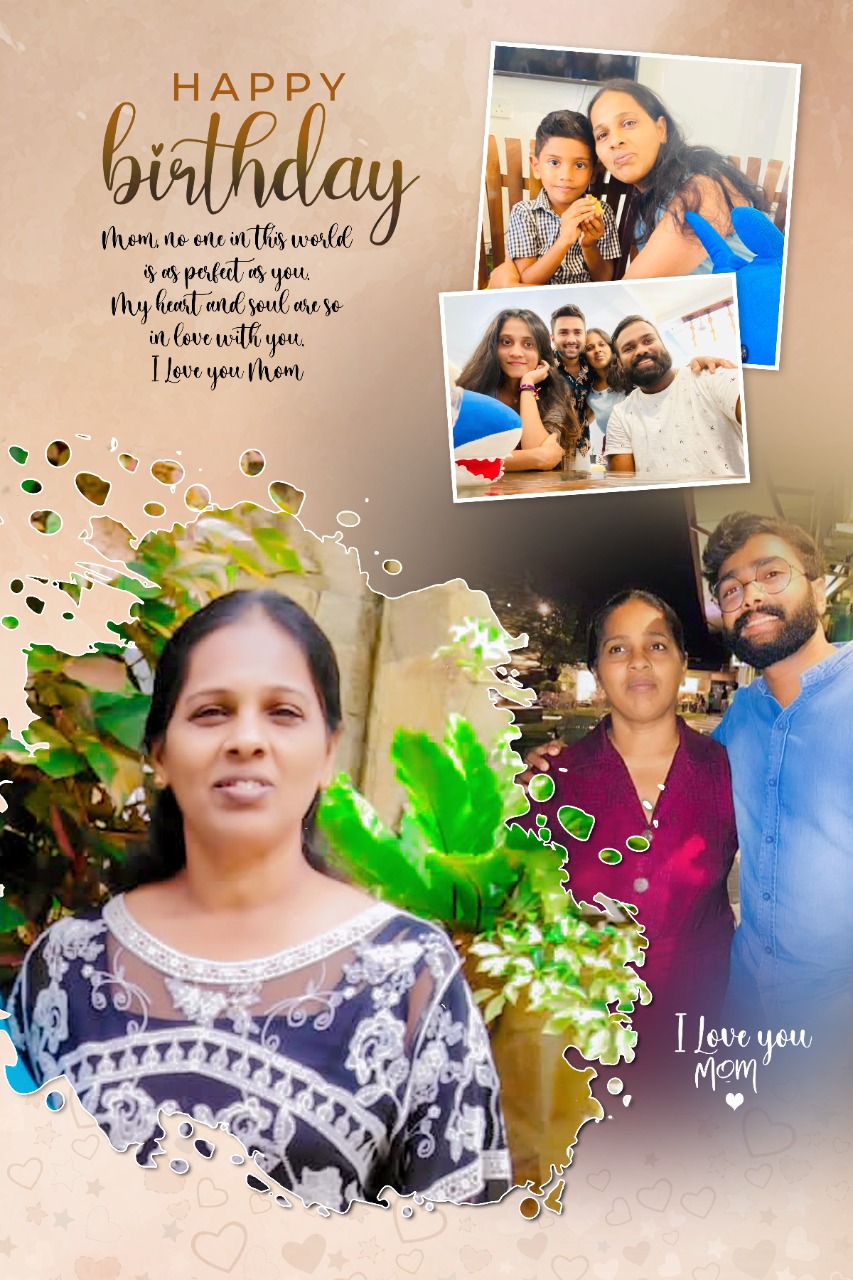 HAPPY
birthday
Mom, no one in this world
is as perfect as you.
My heart and soul are so
in love with you.
I Love you Mom
I Love you
MOM